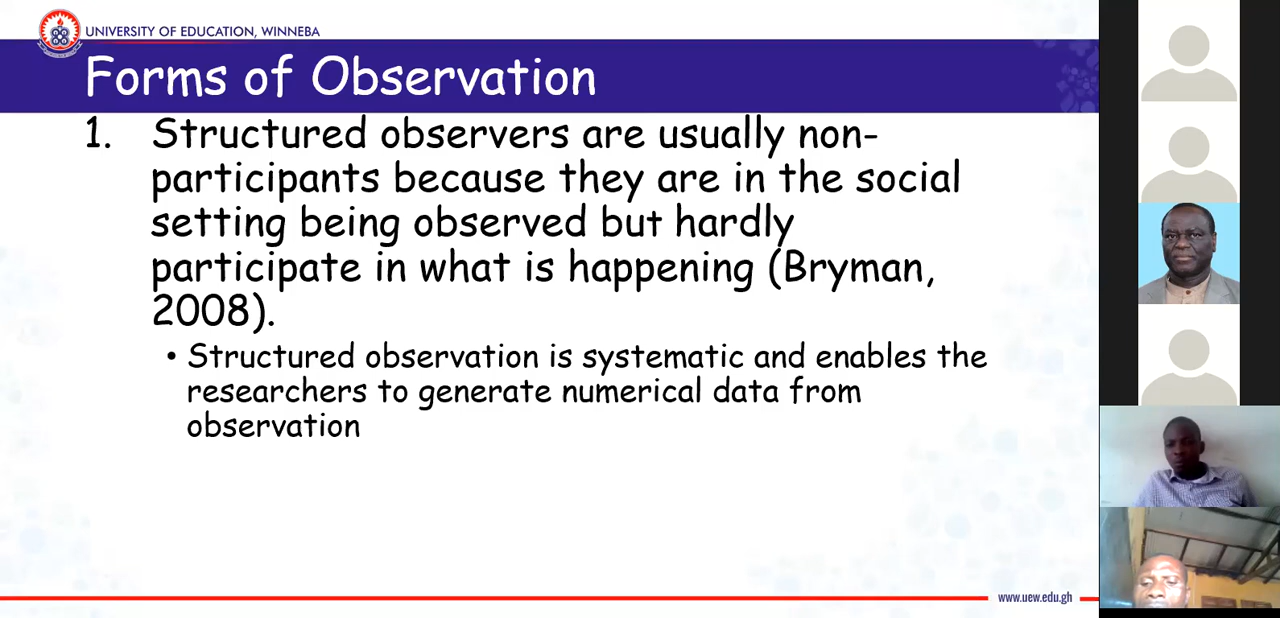 UNIVERSITY OF EDUCATION, WINNEBA
Forms of Observation
1. Structured observers are usually non-
participants because they are in the social
setting being observed but hardly
participate in what is happening (Bryman,
2008).
• Structured observation is systematic and enables the
researchers to generate numerical data from
observation
www.uew.edu.gh